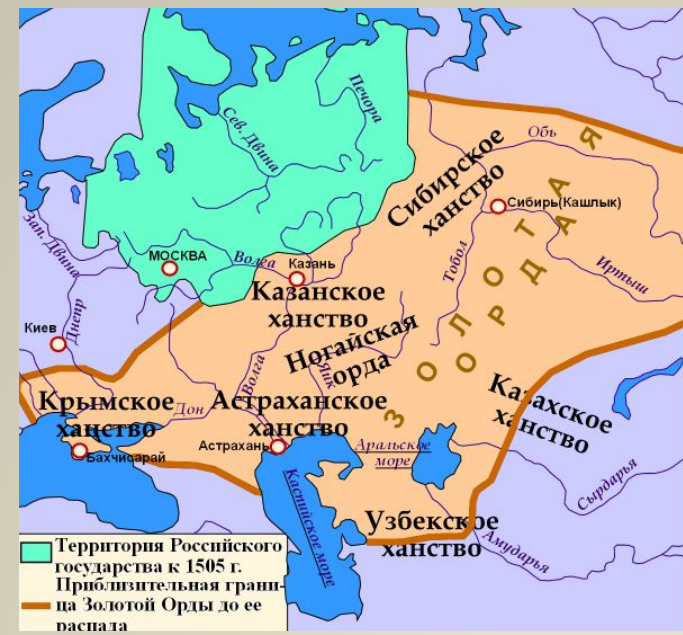 Печора
Сев. Двина
Обь
Сибирское
ханство
Сибирь(Кашлык)
ЗОЛОТАЯ
ОРДА
Зап. Двина
МОСКВА
Волга
Казань
Тобол
Иртыш
Казанское
ханство
Киев
Днепр
Ногайская
орда
Волга
Яик
Казахское
ханство
Крымское
ханство
Дон
Астраханское
ханство
Астрахань
Аральское
море
Бахчисарай
Каспийское море
Сырдарья
Узбекское
ханство
Амударья
Территория Российского
государства к 1505 г.
Приблизительная грани-
ца Золотой Орды до ее
распада